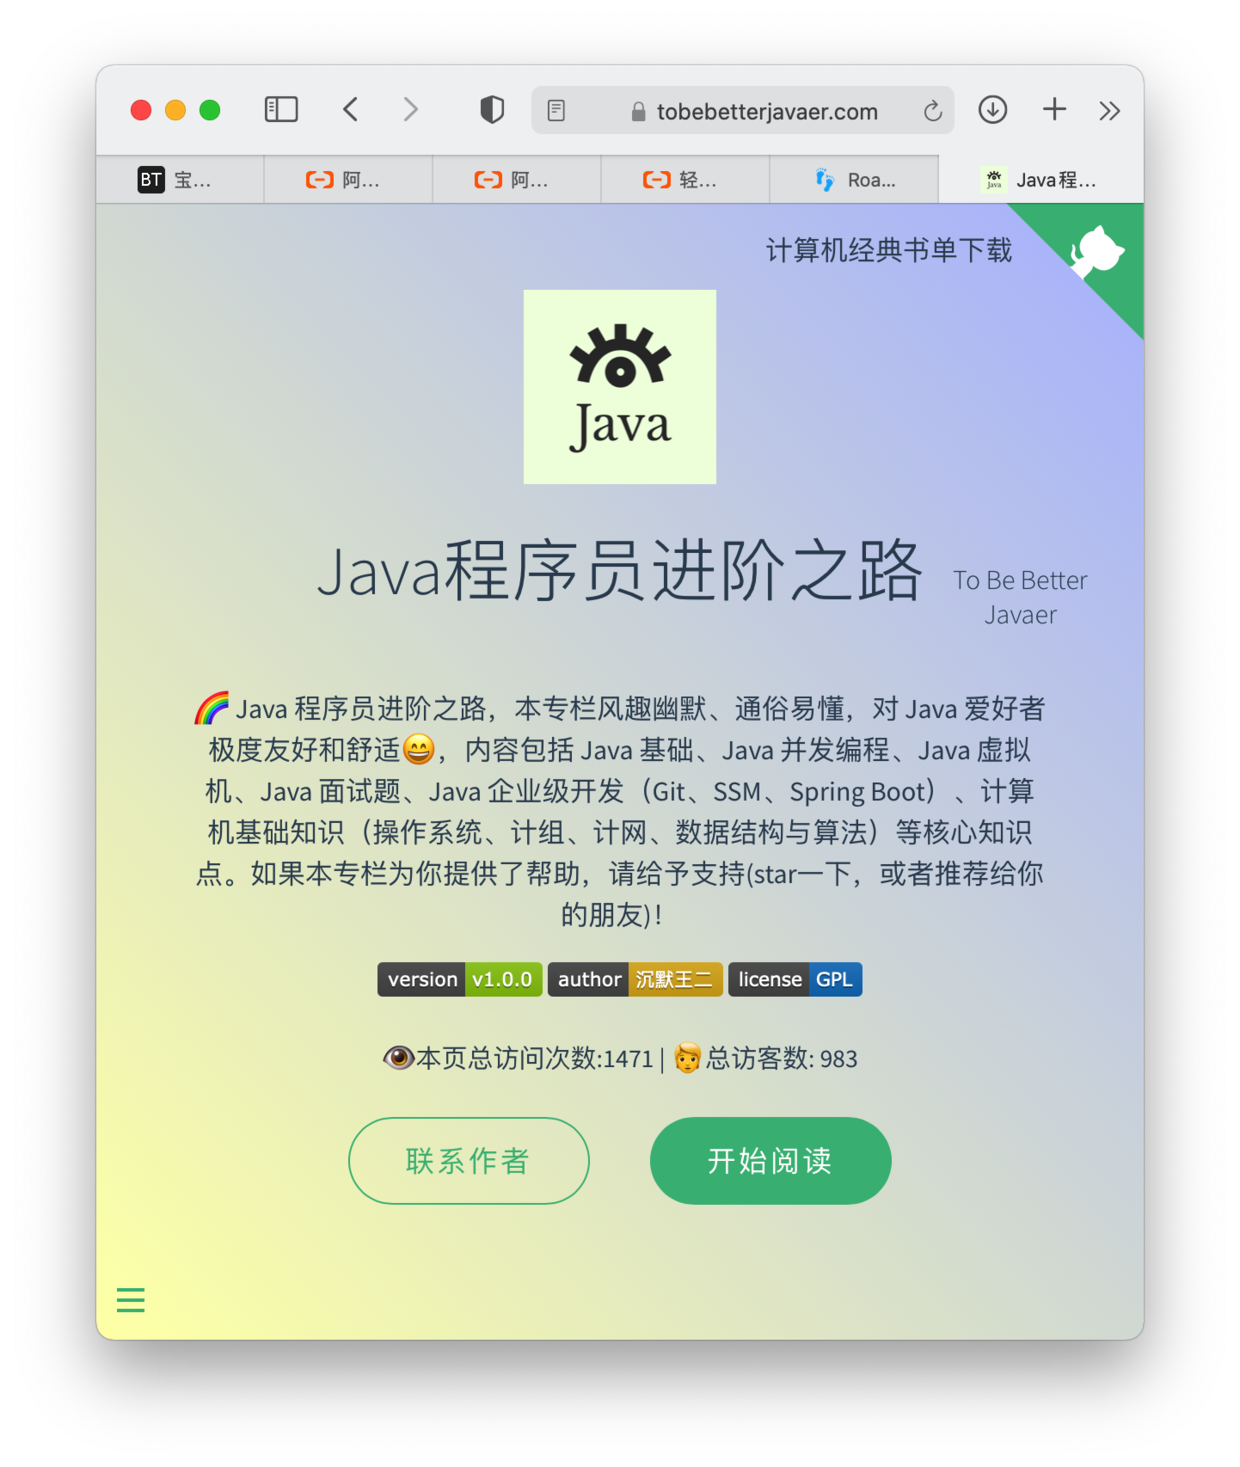 tobebetterjavaer.com
BT 宝...
阿...
阿...
轻...
Roa...
Java程...
计算机经典书单下载
Java
Java程序员进阶之路
To Be Better
Javaer
🌈 Java 程序员进阶之路，本专栏风趣幽默、通俗易懂，对 Java 爱好者
极度友好和舒适😄，内容包括 Java 基础、Java 并发编程、Java 虚拟
机、Java 面试题、Java 企业级开发（Git、SSM、Spring Boot）、计算
机基础知识（操作系统、计组、计网、数据结构与算法）等核心知识
点。如果本专栏为你提供了帮助，请给予支持(star一下，或者推荐给你
的朋友)！
version v1.0.0 author 沉默王二 license GPL
👁️本页总访问次数:1471 | 🧑总访客数: 983
联系作者
开始阅读